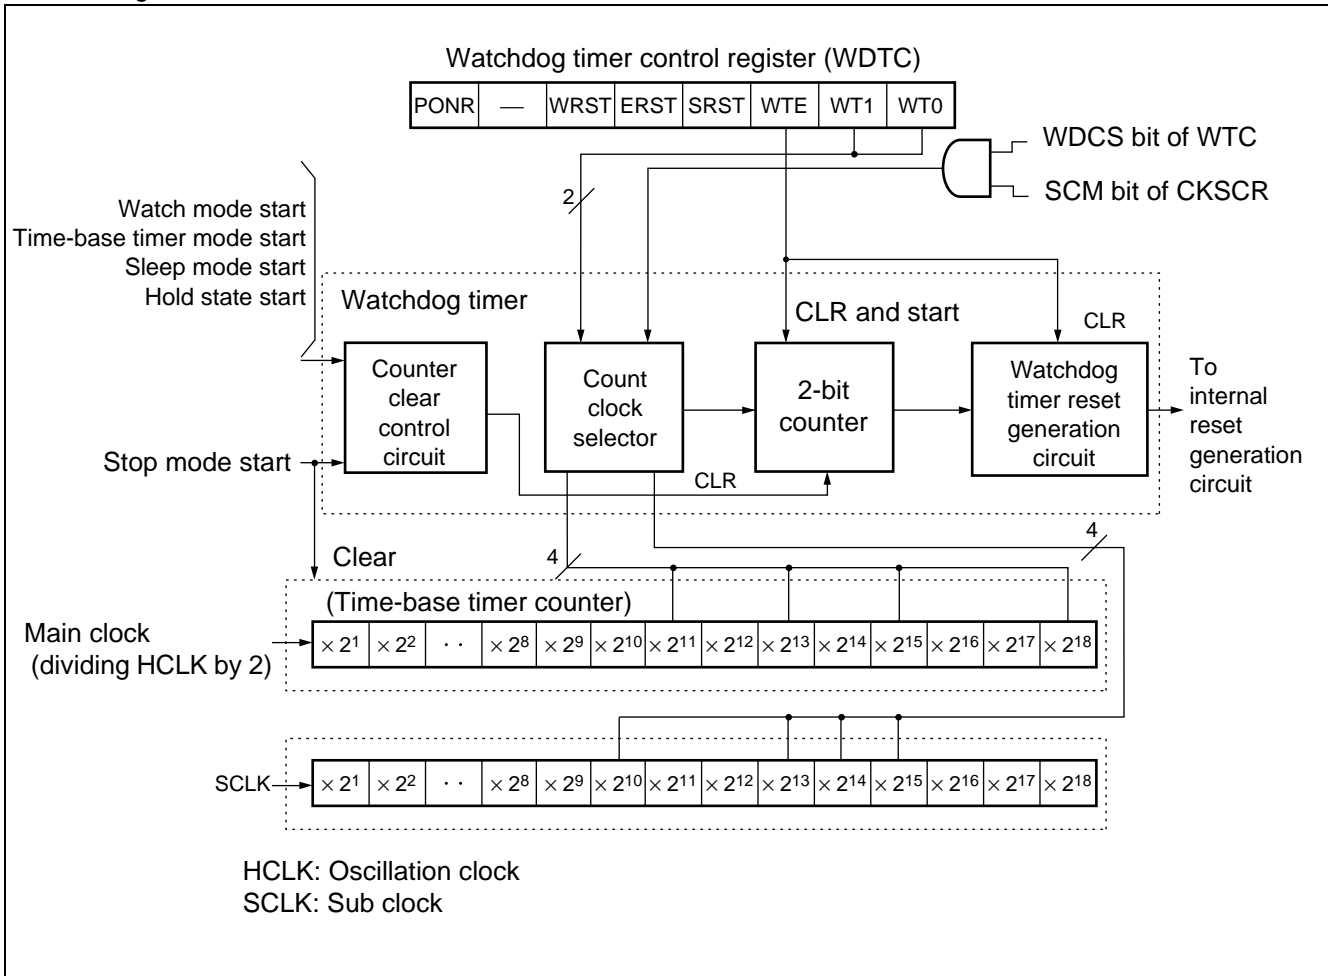 Watchdog timer control register (WDTC)
PONR — WRST ERST SRST WTE WT1 WT0
WDCS bit of WTC
SCM bit of CKSCR
2
Watch mode start
Time-base timer mode start
Sleep mode start
Hold state start
Watchdog timer
CLR and start
CLR
Counter
clear
control
circuit
Count
clock
selector
2-bit
counter
Watchdog
timer reset
generation
circuit
To
internal
reset
generation
circuit
Stop mode start
CLR
4
4
Clear
(Time-base timer counter)
Main clock
(dividing HCLK by 2)
× 2¹ × 2² ·· × 2⁸ × 2⁹ × 2¹⁰ × 2¹¹ × 2¹² × 2¹³ × 2¹⁴ × 2¹⁵ × 2¹⁶ × 2¹⁷ × 2¹⁸
SCLK
× 2¹ × 2² ·· × 2⁸ × 2⁹ × 2¹⁰ × 2¹¹ × 2¹² × 2¹³ × 2¹⁴ × 2¹⁵ × 2¹⁶ × 2¹⁷ × 2¹⁸
HCLK: Oscillation clock
SCLK: Sub clock